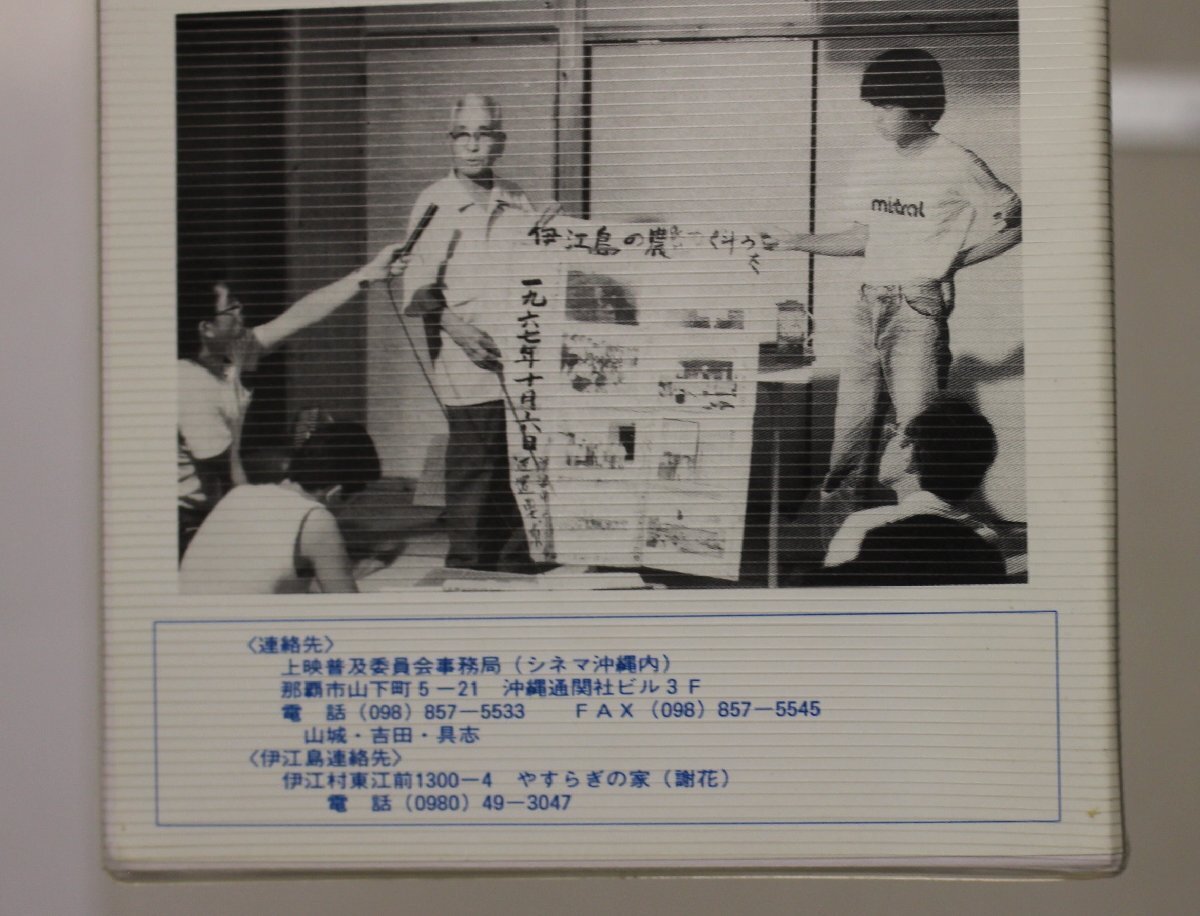 伊江島の農
mitral
一九六七年十月六日
〈連絡先〉
上映普及委員会事務局（シネマ沖縄内）
那覇市山下町5－21　沖縄通関社ビル3F
電　話（098）857－5533　　FAX（098）857－5545
山城・吉田・具志
〈伊江島連絡先〉
伊江村東江前1300－4　やすらぎの家（謝花）
電　話（0980）49－3047